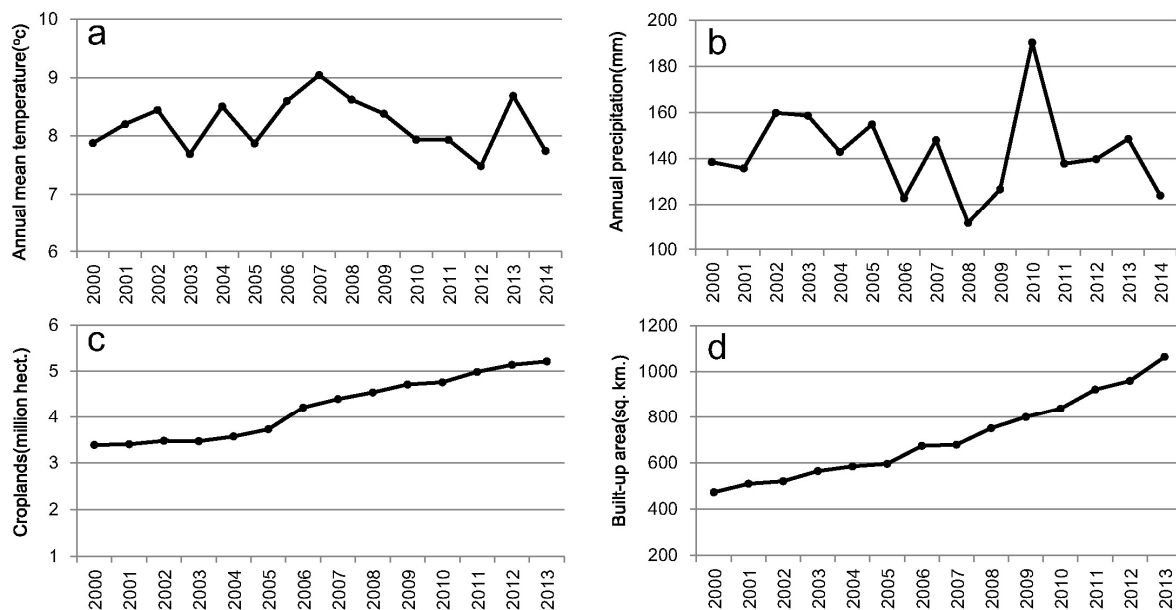 a
Annual mean temperature(ºc)
10
9
8
7
6
2000 2001 2002 2003 2004 2005 2006 2007 2008 2009 2010 2011 2012 2013 2014
b
Annual precipitation(mm)
200
180
160
140
120
100
2000 2001 2002 2003 2004 2005 2006 2007 2008 2009 2010 2011 2012 2013 2014
c
Croplands(million hect.)
6
5
4
3
2
1
2000 2001 2002 2003 2004 2005 2006 2007 2008 2009 2010 2011 2012 2013
d
Built-up area(sq. km.)
1200
1000
800
600
400
200
2000 2001 2002 2003 2004 2005 2006 2007 2008 2009 2010 2011 2012 2013